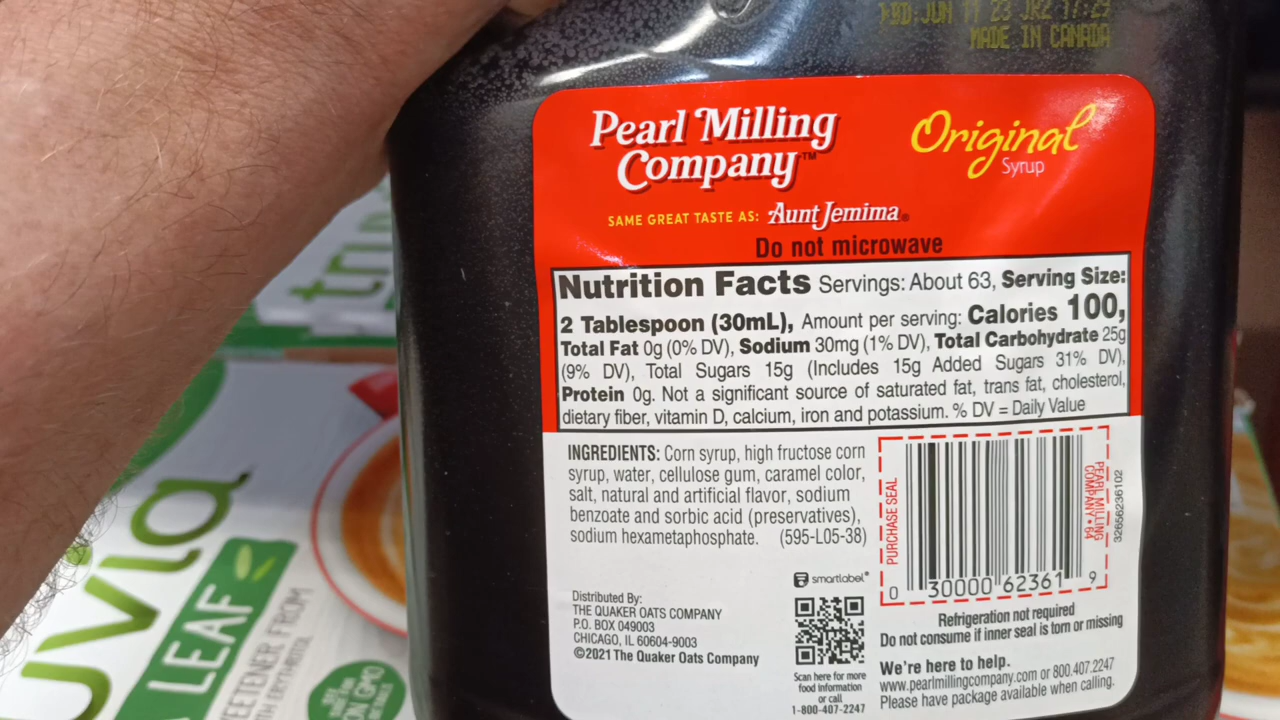 MADE IN CANADA
Pearl Milling
Company™
Original
Syrup
SAME GREAT TASTE AS: Aunt Jemima®
Do not microwave
Nutrition Facts Servings: About 63, Serving Size:
2 Tablespoon (30mL), Amount per serving: Calories 100,
Total Fat 0g (0% DV), Sodium 30mg (1% DV), Total Carbohydrate 25g
(9% DV), Total Sugars 15g (Includes 15g Added Sugars 31% DV),
Protein 0g. Not a significant source of saturated fat, trans fat, cholesterol,
dietary fiber, vitamin D, calcium, iron and potassium. % DV = Daily Value
INGREDIENTS: Corn syrup, high fructose corn
syrup, water, cellulose gum, caramel color,
salt, natural and artificial flavor, sodium
benzoate and sorbic acid (preservatives),
sodium hexametaphosphate. (595-L05-38)
smartlabel®
Distributed By:
THE QUAKER OATS COMPANY
P.O. BOX 049003
CHICAGO, IL 60604-9003
©2021 The Quaker Oats Company
Scan here for more
food information
or call
1-800-407-2247
PURCHASE SEAL
PEARL MILLING
COMPANY • 64
32656236102
0 30000 62361 9
Refrigeration not required
Do not consume if inner seal is torn or missing
We're here to help.
www.pearlmillingcompany.com or 800.407.2247
Please have package available when calling.
uvia
LEAF
FROM